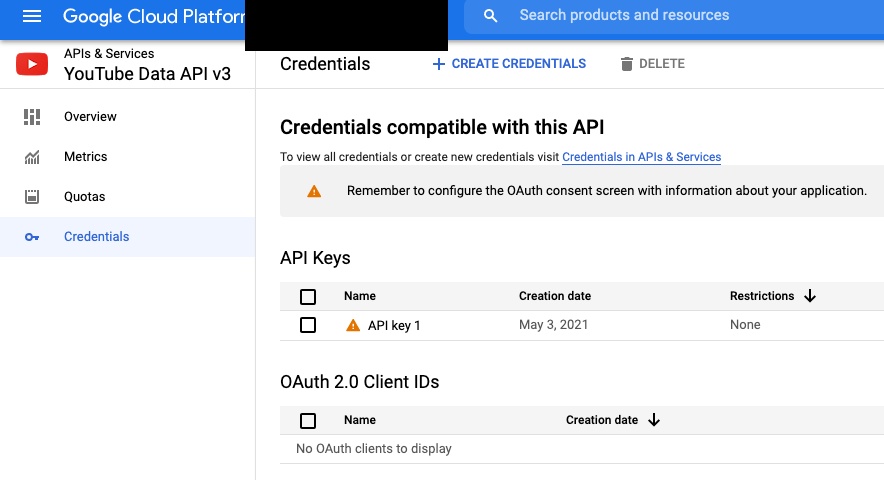 Google Cloud Platform
Search products and resources
APIs & Services
YouTube Data API v3
Credentials
CREATE CREDENTIALS
DELETE
Overview
Metrics
Quotas
Credentials
Credentials compatible with this API
To view all credentials or create new credentials visit Credentials in APIs & Services
Remember to configure the OAuth consent screen with information about your application.
API Keys
Name Creation date Restrictions
API key 1 May 3, 2021 None
OAuth 2.0 Client IDs
Name Creation date
No OAuth clients to display